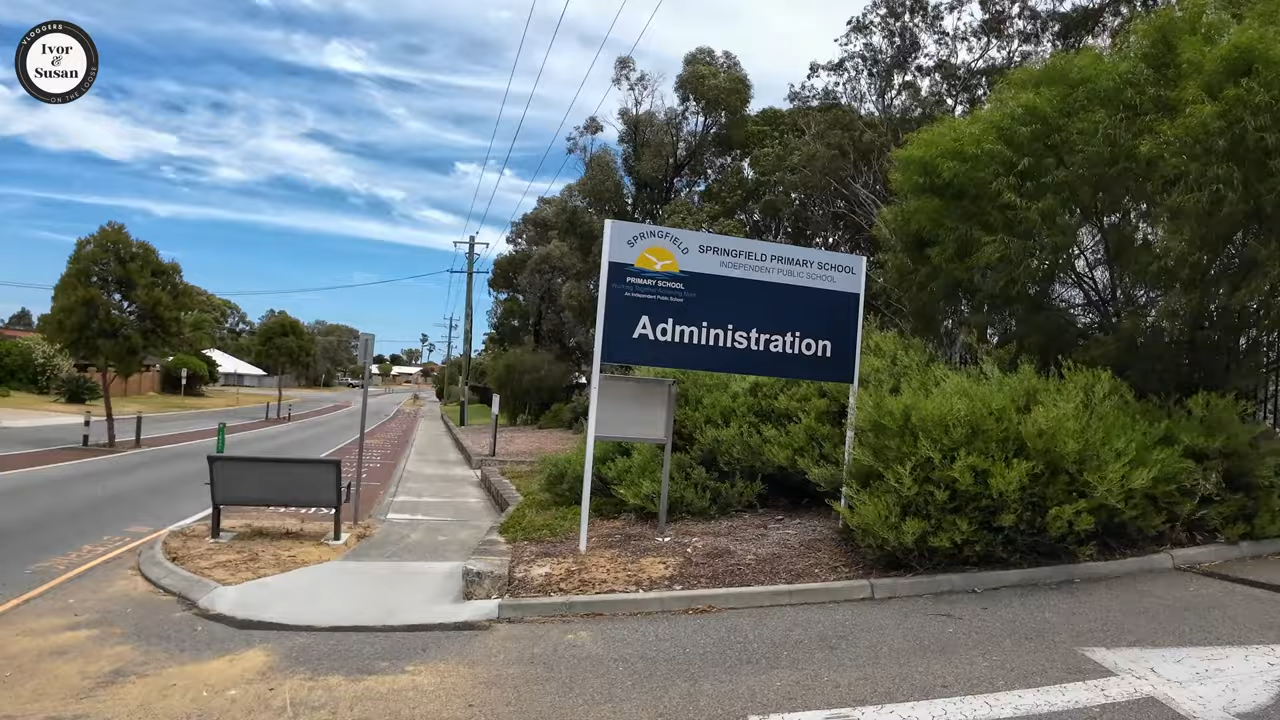 VLOGGERS
Ivor
&
Susan
ON THE LOOSE
SPRINGFIELD
PRIMARY SCHOOL
Working Together Achieving More
An Independent Public School
SPRINGFIELD PRIMARY SCHOOL
INDEPENDENT PUBLIC SCHOOL
Administration